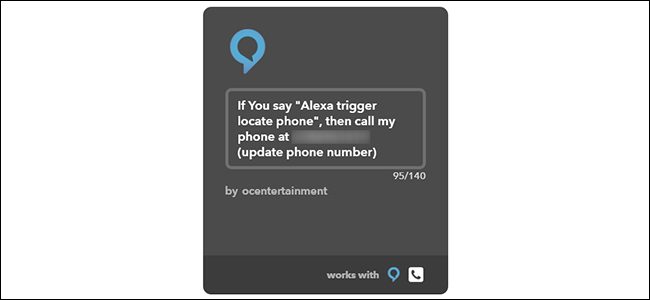 If You say "Alexa trigger
locate phone", then call my
phone at
(update phone number)
95/140
by ocentertainment
works with